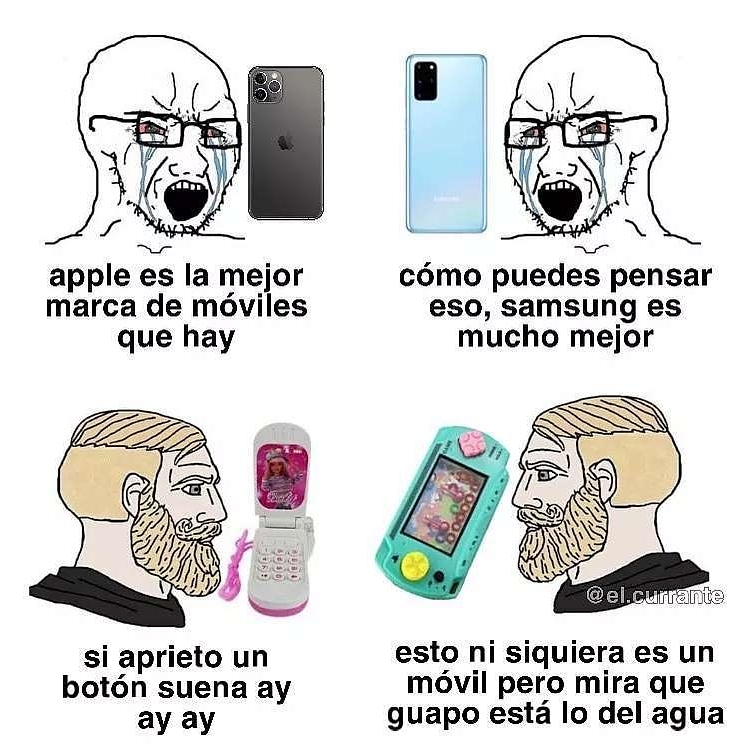 apple es la mejor
marca de móviles
que hay
cómo puedes pensar
eso, samsung es
mucho mejor
@el.currante
si aprieto un
botón suena ay
ay ay
esto ni siquiera es un
móvil pero mira que
guapo está lo del agua